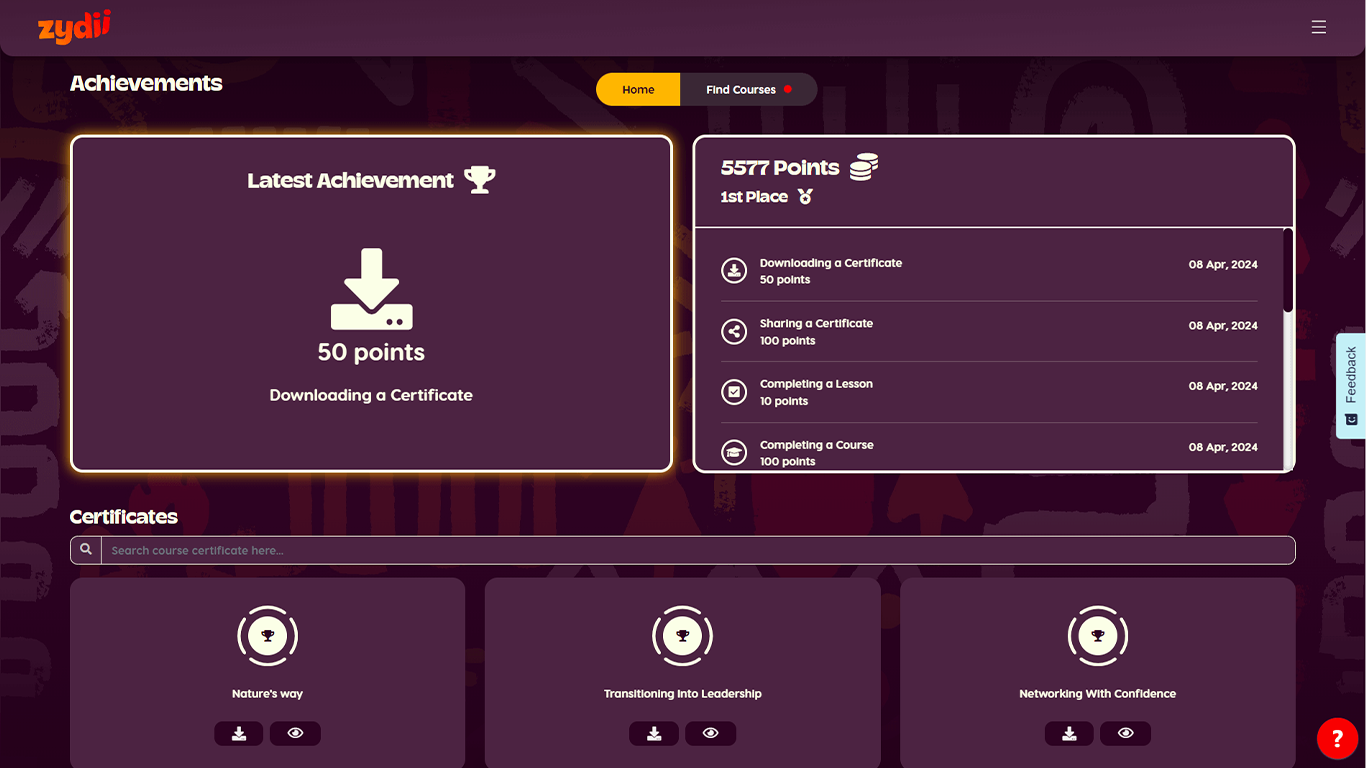 zydii
Achievements
Home
Find Courses
Latest Achievement
50 points
Downloading a Certificate
5577 Points
1st Place
Downloading a Certificate
08 Apr, 2024
50 points
Sharing a Certificate
08 Apr, 2024
100 points
Completing a Lesson
08 Apr, 2024
10 points
Completing a Course
08 Apr, 2024
100 points
Feedback
Certificates
Search course certificate here...
Nature's way
Transitioning Into Leadership
Networking With Confidence
?